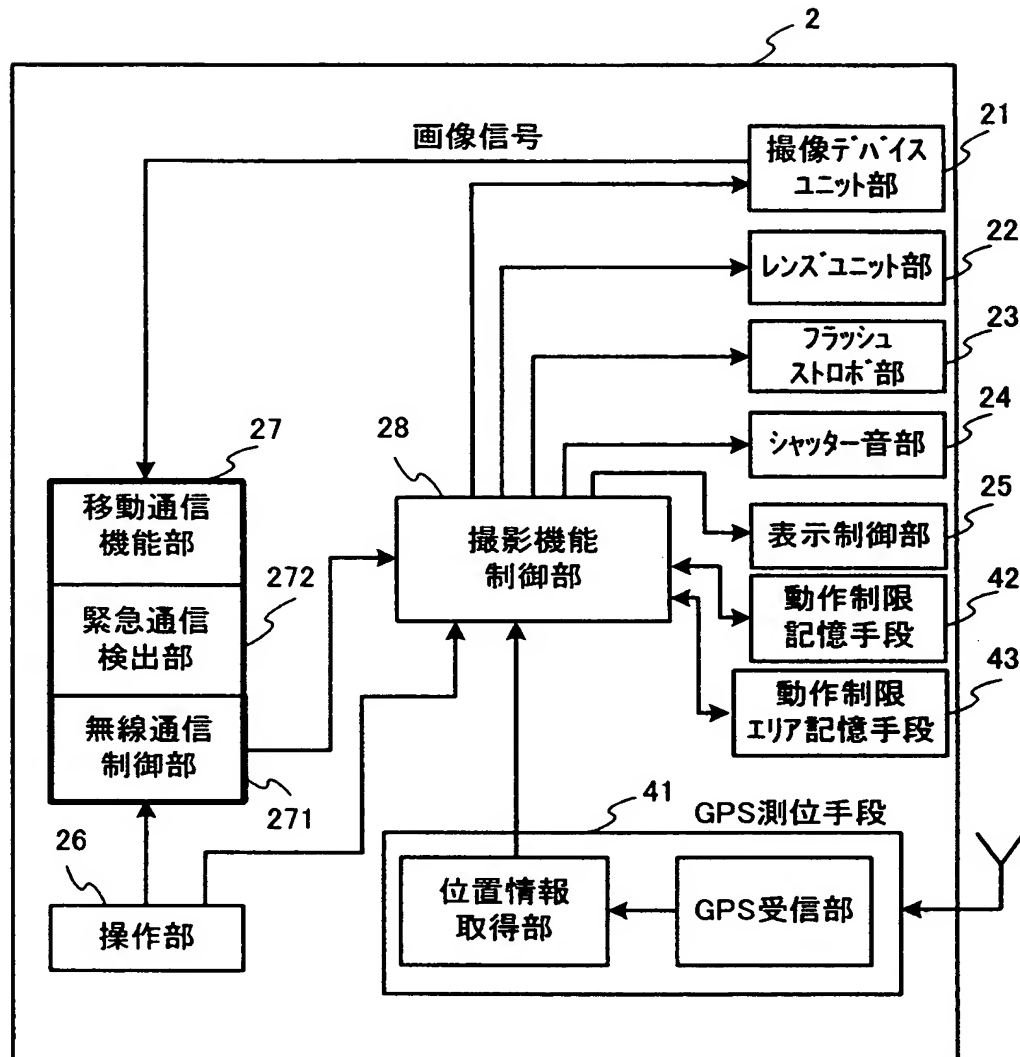 2
画像信号
21
撮像デバイス
ユニット部
22
レンズユニット部
23
フラッシュ
ストロボ部
24
シャッター音部
25
表示制御部
42
動作制限
記憶手段
43
動作制限
エリア記憶手段
27
移動通信
機能部
272
緊急通信
検出部
無線通信
制御部
271
28
撮影機能
制御部
26
操作部
41
GPS測位手段
位置情報
取得部
GPS受信部